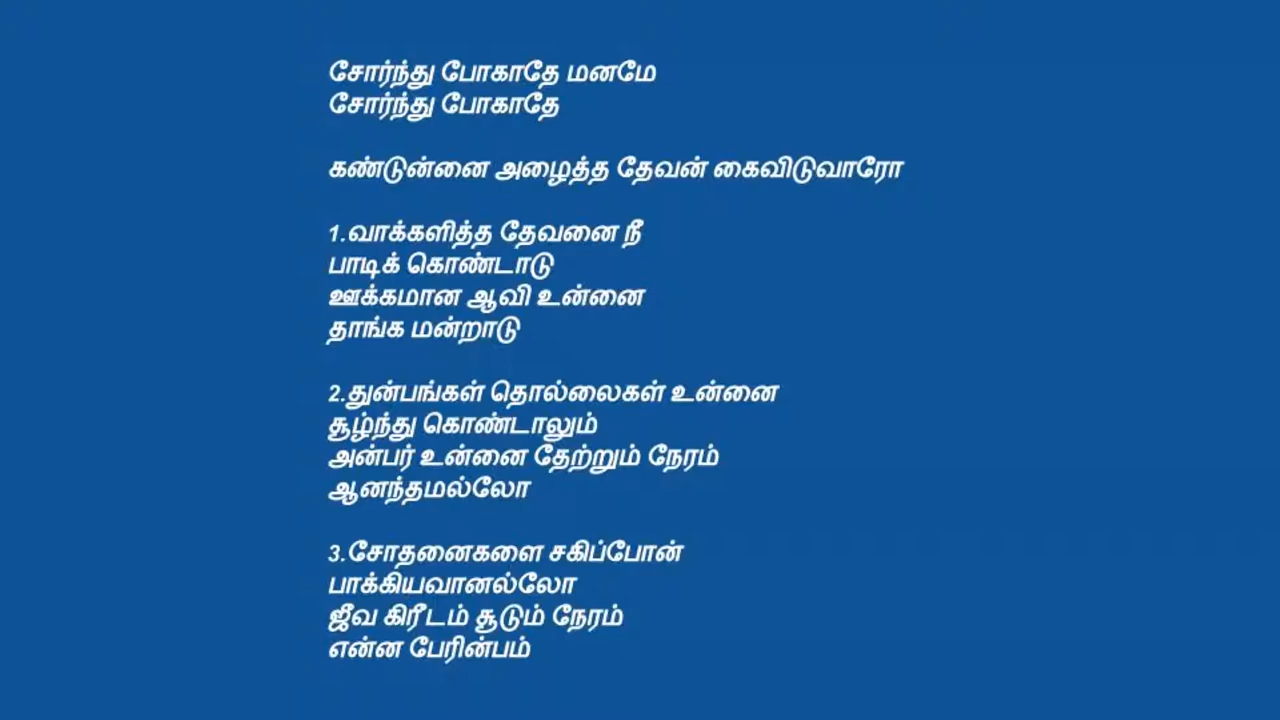 சோர்ந்து போகாதே மனமே
சோர்ந்து போகாதே
கண்டுன்னை அழைத்த தேவன் கைவிடுவாரோ
1.வாக்களித்த தேவனை நீ
பாடிக் கொண்டாடு
ஊக்கமான ஆவி உன்னை
தாங்க மன்றாடு
2.துன்பங்கள் தொல்லைகள் உன்னை
சூழ்ந்து கொண்டாலும்
அன்பர் உன்னை தேற்றும் நேரம்
ஆனந்தமல்லோ
3.சோதனைகளை சகிப்போன்
பாக்கியவானல்லோ
ஜீவ கிரீடம் சூடும் நேரம்
என்ன பேரின்பம்